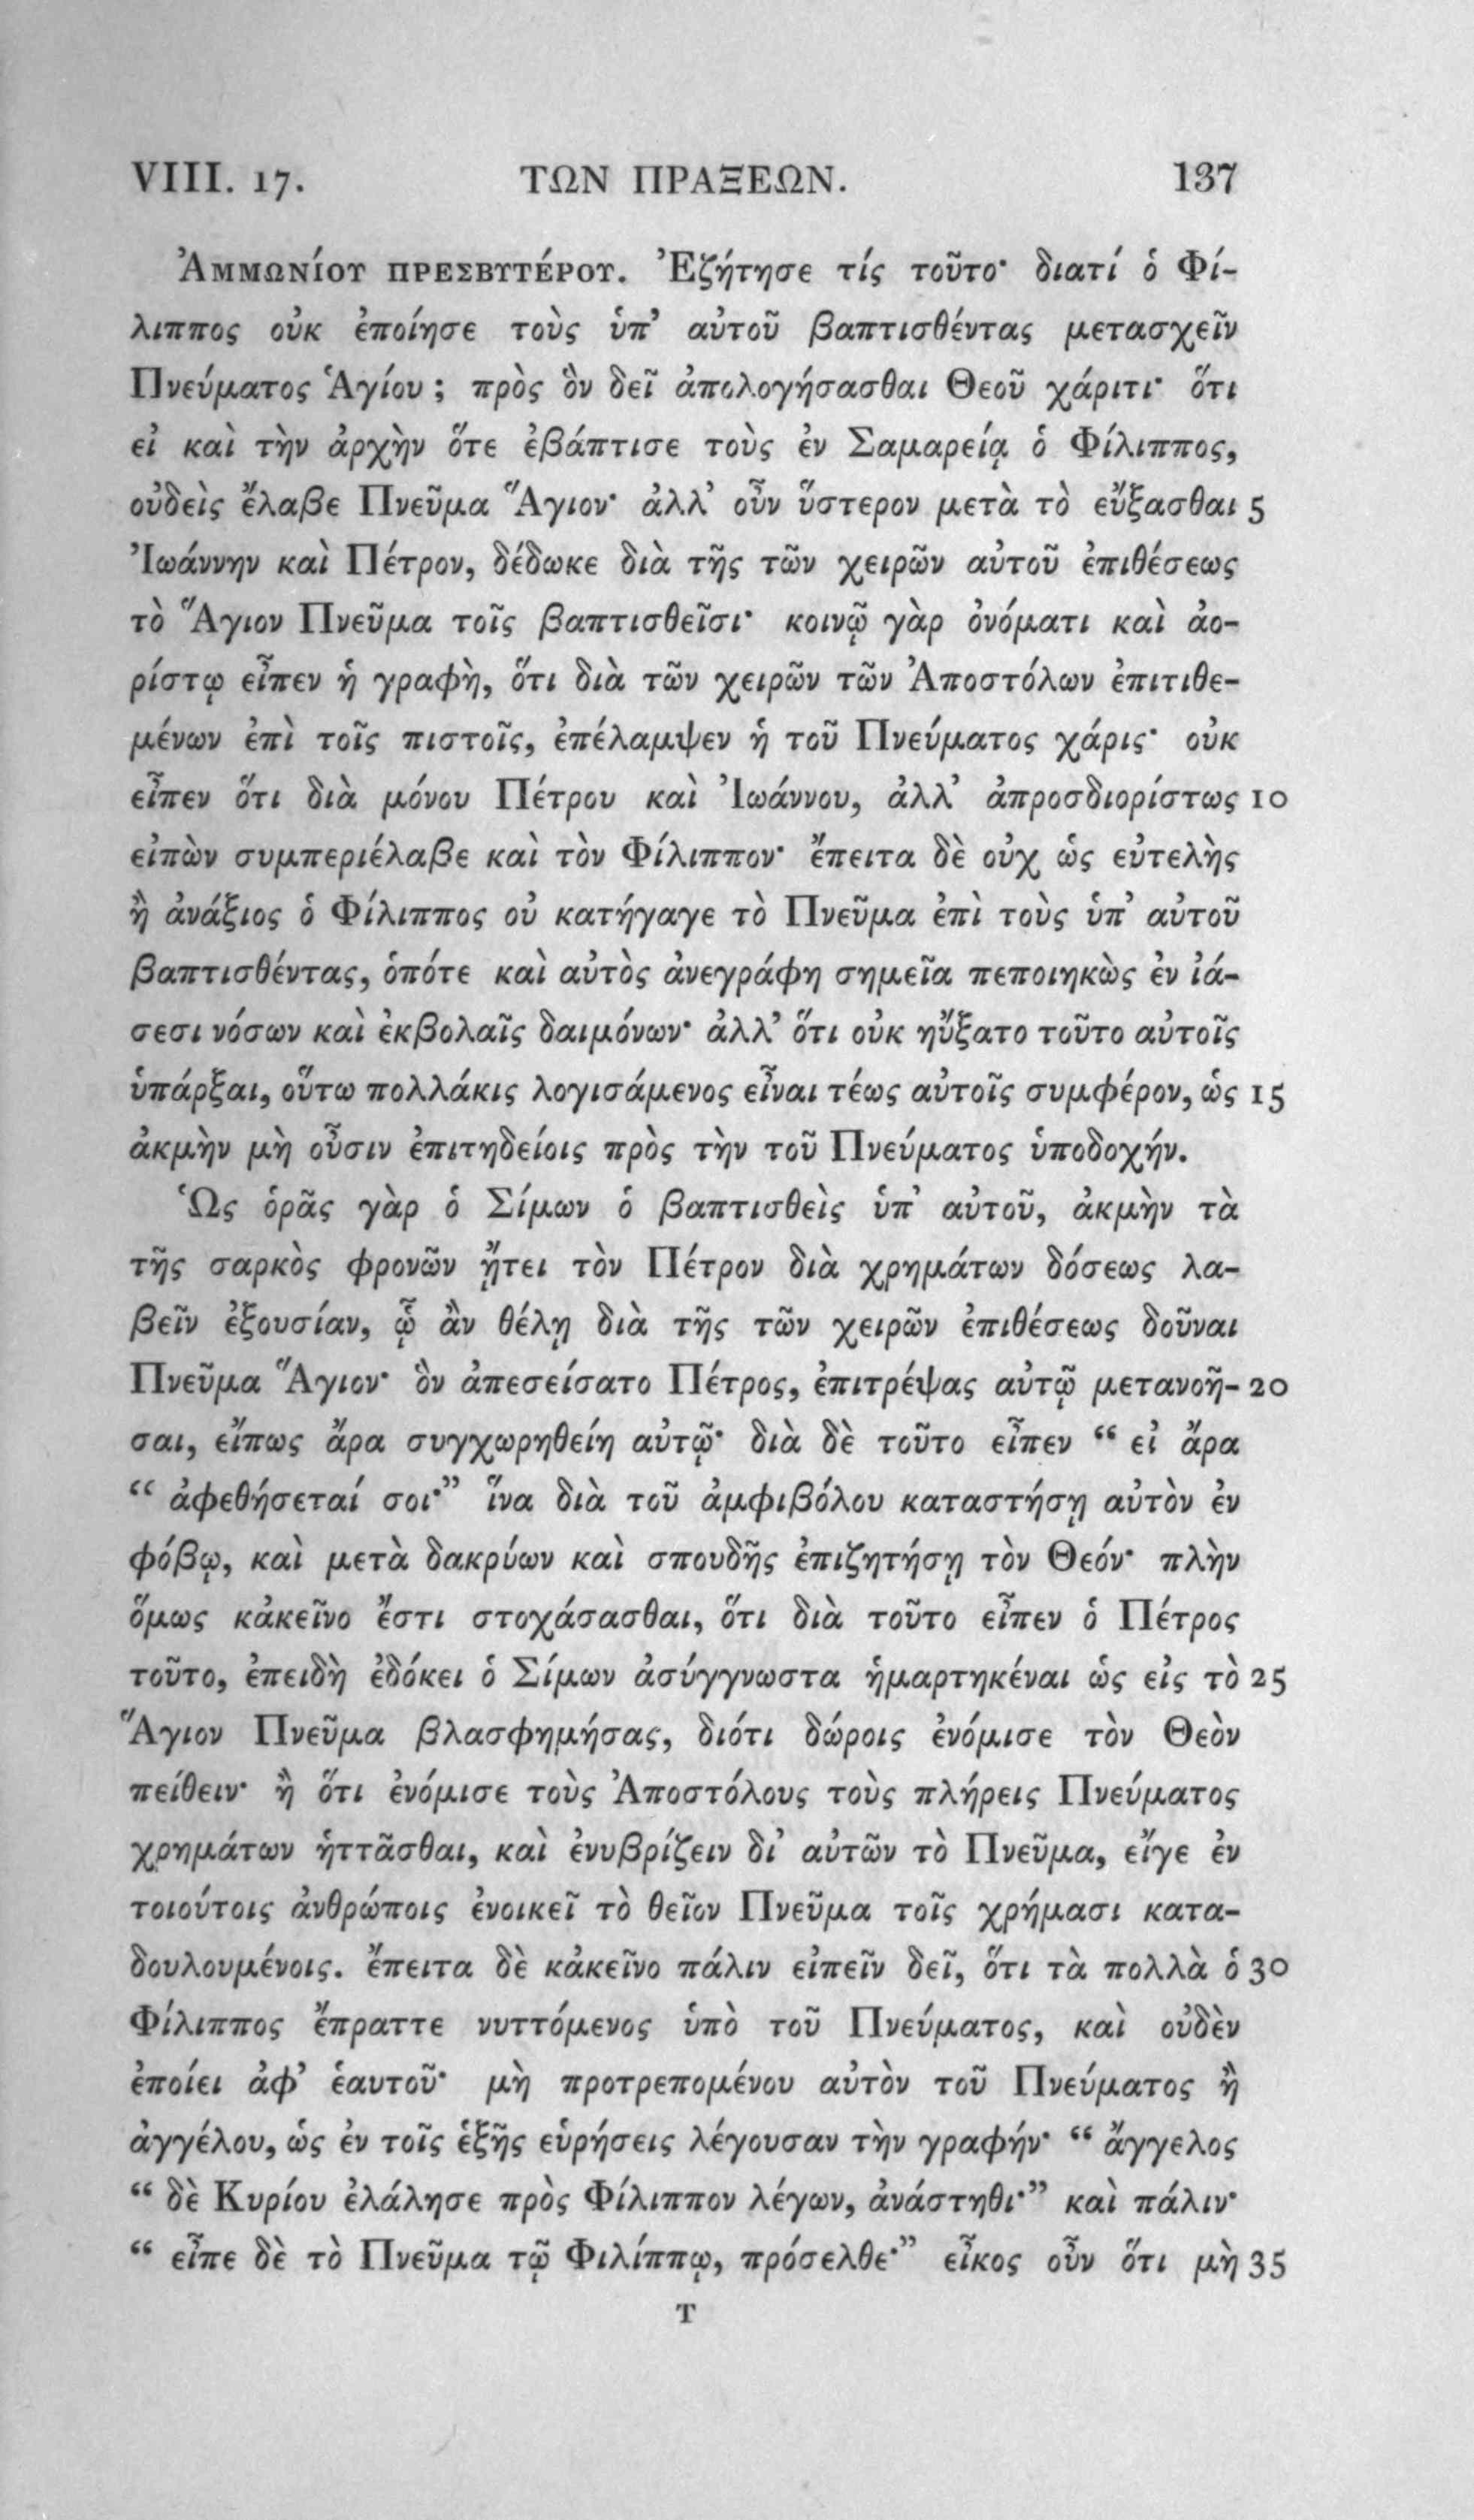 VIII. 17. ΤΩΝ ΠΡΑΞΕΩΝ. 137
Ἀμμωνίου πρεσβυτέρου. Ἐζήτησε τίς τοῦτο· διατί ὁ Φί-
λιππος οὐκ ἐποίησε τοὺς ὑπ’ αὐτοῦ βαπτισθέντας μετασχεῖν
Πνεύματος Ἁγίου ; πρὸς ὃν δεῖ ἀπολογήσασθαι Θεοῦ χάριτι· ὅτι
εἰ καὶ τὴν ἀρχὴν ὅτε ἐβάπτισε τοὺς ἐν Σαμαρείᾳ ὁ Φίλιππος,
οὐδεὶς ἔλαβε Πνεῦμα Ἅγιον· ἀλλ’ οὖν ὕστερον μετὰ τὸ εὔξασθαι 5
Ἰωάννην καὶ Πέτρον, δέδωκε διὰ τῆς τῶν χειρῶν αὐτοῦ ἐπιθέσεως
τὸ Ἅγιον Πνεῦμα τοῖς βαπτισθεῖσι· κοινῷ γὰρ ὀνόματι καὶ ἀο-
ρίστῳ εἶπεν ἡ γραφὴ, ὅτι διὰ τῶν χειρῶν τῶν Ἀποστόλων ἐπιτιθε-
μένων ἐπὶ τοῖς πιστοῖς, ἐπέλαμψεν ἡ τοῦ Πνεύματος χάρις· οὐκ
εἶπεν ὅτι διὰ μόνου Πέτρου καὶ Ἰωάννου, ἀλλ’ ἀπροσδιορίστως 10
εἰπὼν συμπεριέλαβε καὶ τὸν Φίλιππον· ἔπειτα δὲ οὐχ ὡς εὐτελὴς
ἢ ἀνάξιος ὁ Φίλιππος οὐ κατήγαγε τὸ Πνεῦμα ἐπὶ τοὺς ὑπ’ αὐτοῦ
βαπτισθέντας, ὁπότε καὶ αὐτὸς ἀνεγράφη σημεῖα πεποιηκὼς ἐν ἰά-
σεσι νόσων καὶ ἐκβολαῖς δαιμόνων· ἀλλ’ ὅτι οὐκ ηὔξατο τοῦτο αὐτοῖς
ὑπάρξαι, οὕτω πολλάκις λογισάμενος εἶναι τέως αὐτοῖς συμφέρον, ὡς 15
ἀκμὴν μὴ οὖσιν ἐπιτηδείοις πρὸς τὴν τοῦ Πνεύματος ὑποδοχήν.
Ὡς ὁρᾶς γὰρ ὁ Σίμων ὁ βαπτισθεὶς ὑπ’ αὐτοῦ, ἀκμὴν τὰ
τῆς σαρκὸς φρονῶν ᾔτει τὸν Πέτρον διὰ χρημάτων δόσεως λα-
βεῖν ἐξουσίαν, ᾧ ἂν θέλῃ διὰ τῆς τῶν χειρῶν ἐπιθέσεως δοῦναι
Πνεῦμα Ἅγιον· ὃν ἀπεσείσατο Πέτρος, ἐπιτρέψας αὐτῷ μετανοῆ- 20
σαι, εἴπως ἄρα συγχωρηθείη αὐτῷ· διὰ δὲ τοῦτο εἶπεν “ εἰ ἄρα
“ ἀφεθήσεταί σοι·” ἵνα διὰ τοῦ ἀμφιβόλου καταστήσῃ αὐτὸν ἐν
φόβῳ, καὶ μετὰ δακρύων καὶ σπουδῆς ἐπιζητήσῃ τὸν Θεόν· πλὴν
ὅμως κἀκεῖνο ἔστι στοχάσασθαι, ὅτι διὰ τοῦτο εἶπεν ὁ Πέτρος
τοῦτο, ἐπειδὴ ἐδόκει ὁ Σίμων ἀσύγγνωστα ἡμαρτηκέναι ὡς εἰς τὸ 25
Ἅγιον Πνεῦμα βλασφημήσας, διότι δώροις ἐνόμισε τὸν Θεὸν
πείθειν· ἢ ὅτι ἐνόμισε τοὺς Ἀποστόλους τοὺς πλήρεις Πνεύματος
χρημάτων ἡττᾶσθαι, καὶ ἐνυβρίζειν δι’ αὐτῶν τὸ Πνεῦμα, εἴγε ἐν
τοιούτοις ἀνθρώποις ἐνοικεῖ τὸ θεῖον Πνεῦμα τοῖς χρήμασι κατα-
δουλουμένοις. ἔπειτα δὲ κἀκεῖνο πάλιν εἰπεῖν δεῖ, ὅτι τὰ πολλὰ ὁ 30
Φίλιππος ἔπραττε νυττόμενος ὑπὸ τοῦ Πνεύματος, καὶ οὐδὲν
ἐποίει ἀφ’ ἑαυτοῦ· μὴ προτρεπομένου αὐτὸν τοῦ Πνεύματος ἢ
ἀγγέλου, ὡς ἐν τοῖς ἑξῆς εὑρήσεις λέγουσαν τὴν γραφήν· “ ἄγγελος
“ δὲ Κυρίου ἐλάλησε πρὸς Φίλιππον λέγων, ἀνάστηθι·” καὶ πάλιν·
“ εἶπε δὲ τὸ Πνεῦμα τῷ Φιλίππῳ, πρόσελθε·” εἶκος οὖν ὅτι μὴ 35
T